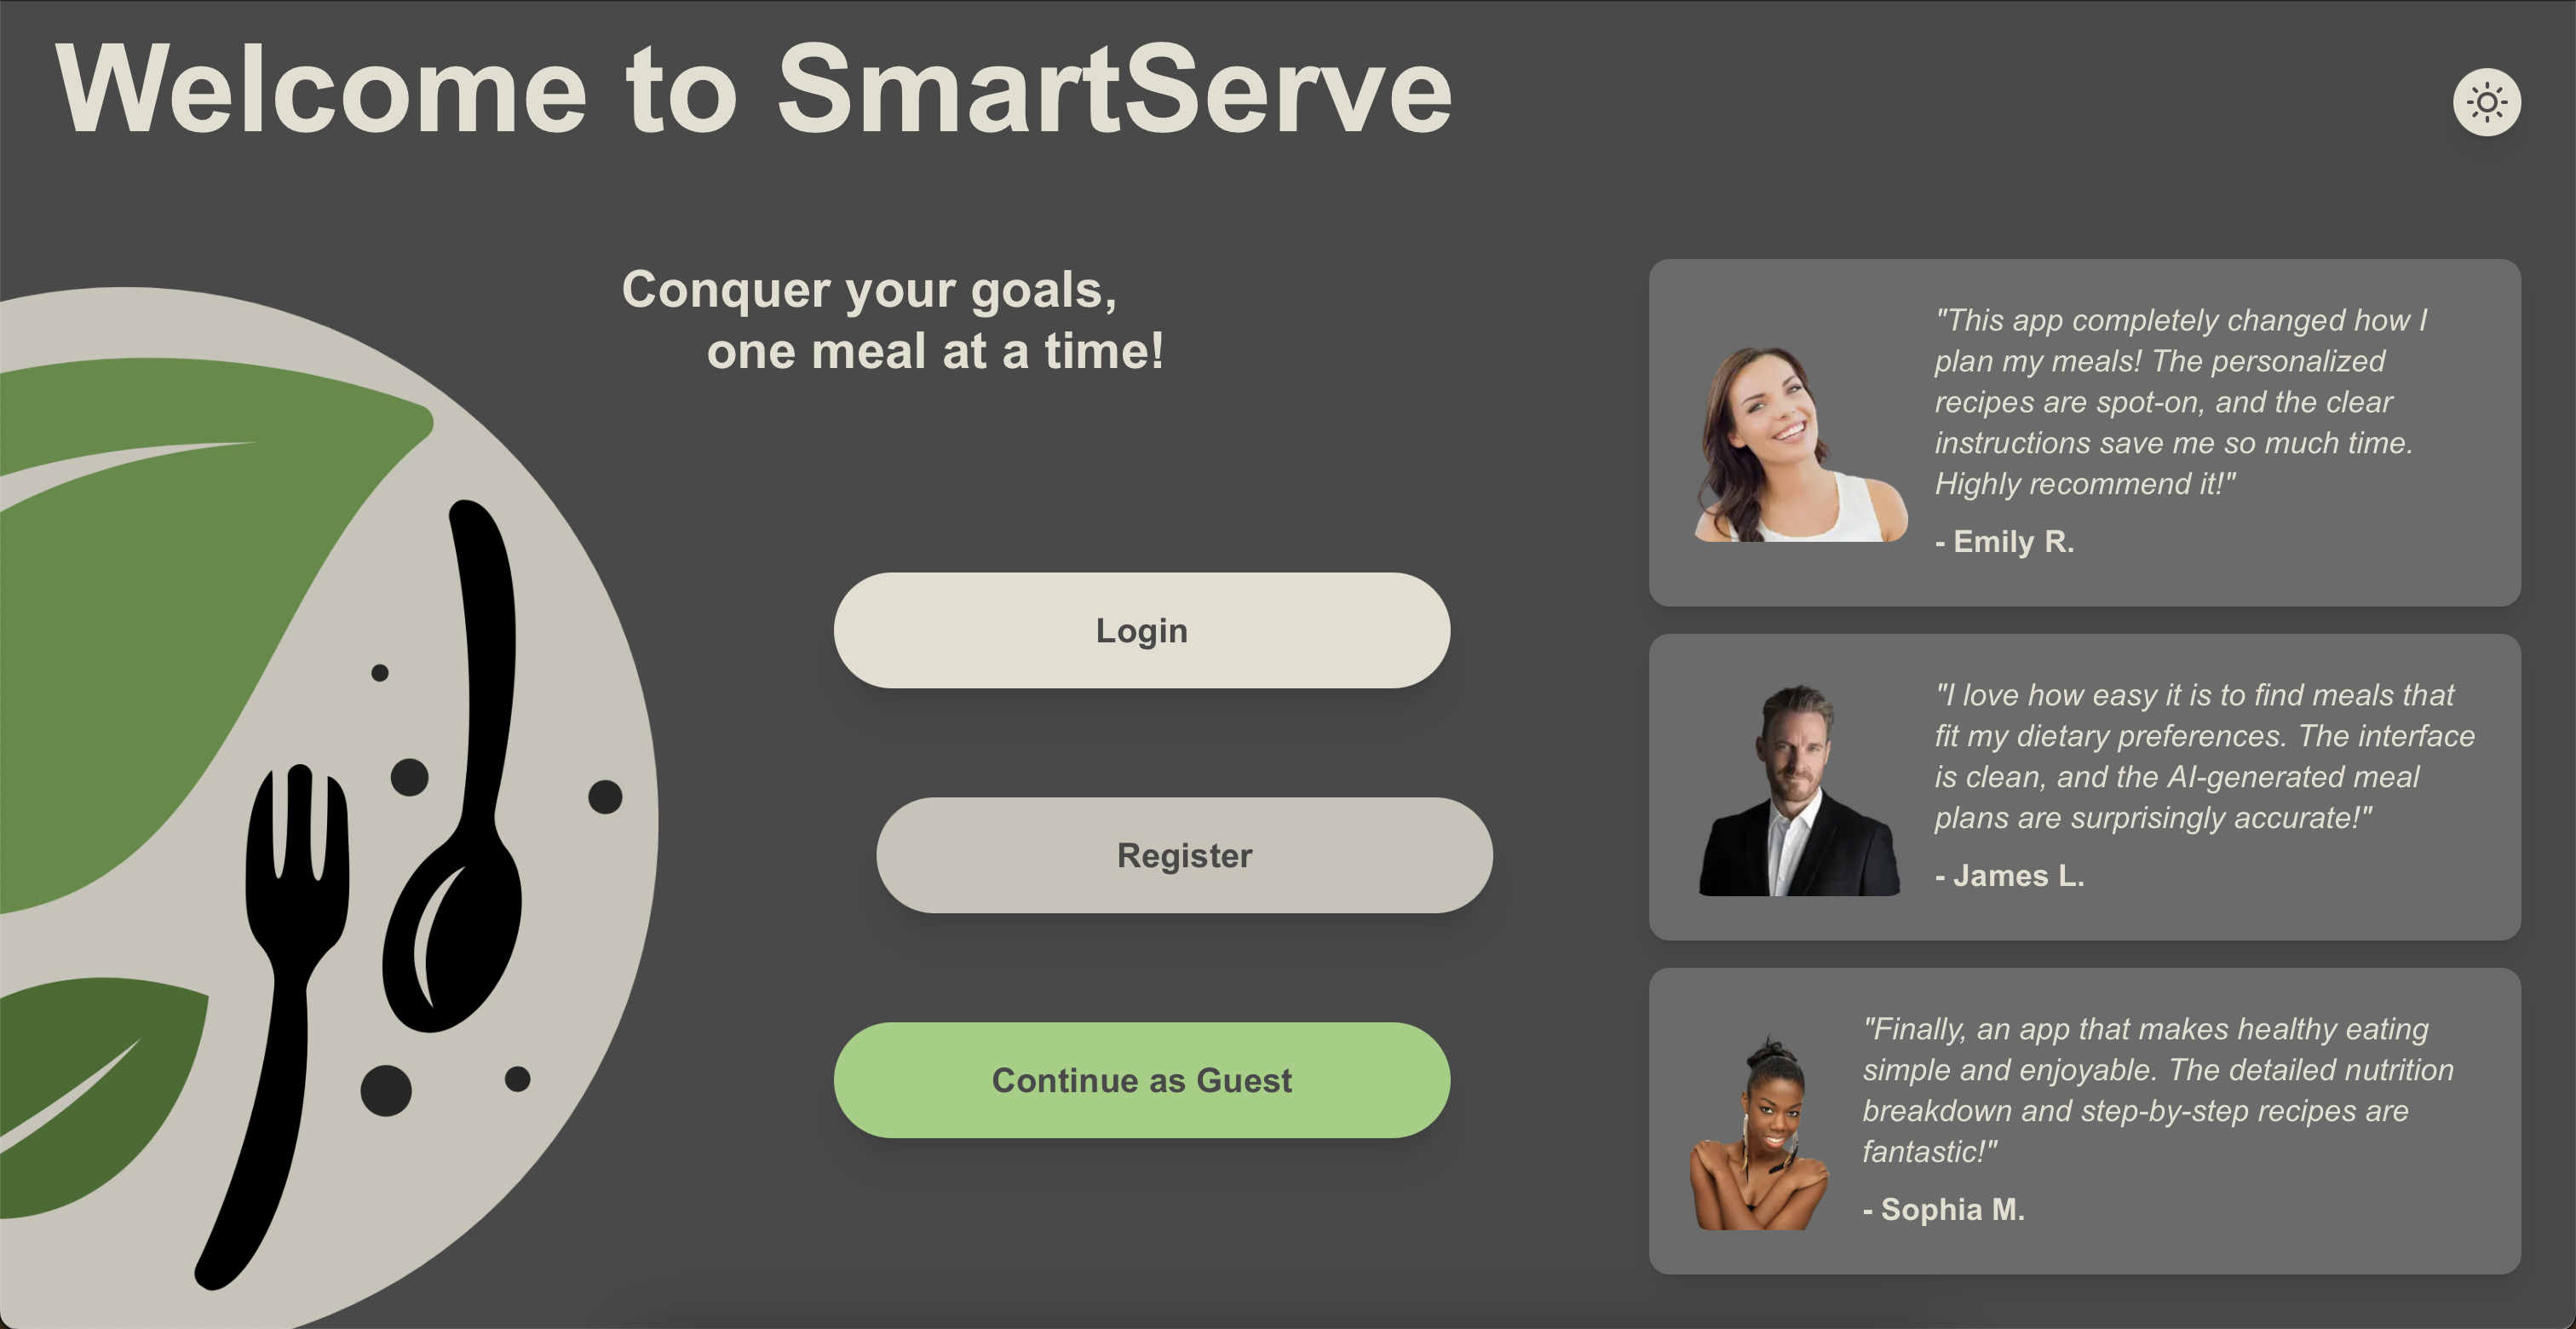 Welcome to SmartServe
Conquer your goals,
one meal at a time!
Login
Register
Continue as Guest
"This app completely changed how I
plan my meals! The personalized
recipes are spot-on, and the clear
instructions save me so much time.
Highly recommend it!"
- Emily R.
"I love how easy it is to find meals that
fit my dietary preferences. The interface
is clean, and the AI-generated meal
plans are surprisingly accurate!"
- James L.
"Finally, an app that makes healthy eating
simple and enjoyable. The detailed nutrition
breakdown and step-by-step recipes are
fantastic!"
- Sophia M.